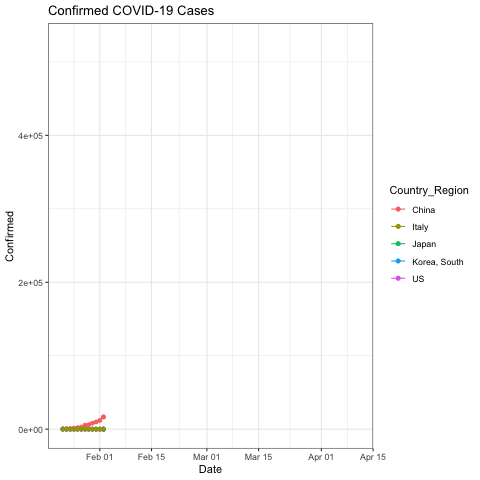 Confirmed COVID-19 Cases
4e+05
2e+05
0e+00
Confirmed
Feb 01 Feb 15 Mar 01 Mar 15 Apr 01 Apr 15
Date
Country_Region
China
Italy
Japan
Korea, South
US